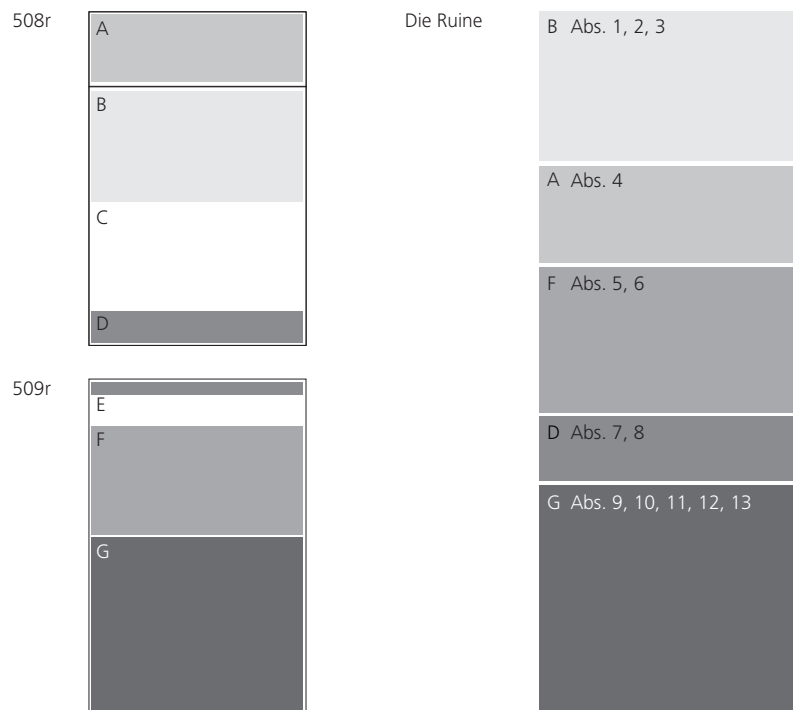 508r
A
B
C
D
509r
E
F
G
Die Ruine
B Abs. 1, 2, 3
A Abs. 4
F Abs. 5, 6
D Abs. 7, 8
G Abs. 9, 10, 11, 12, 13